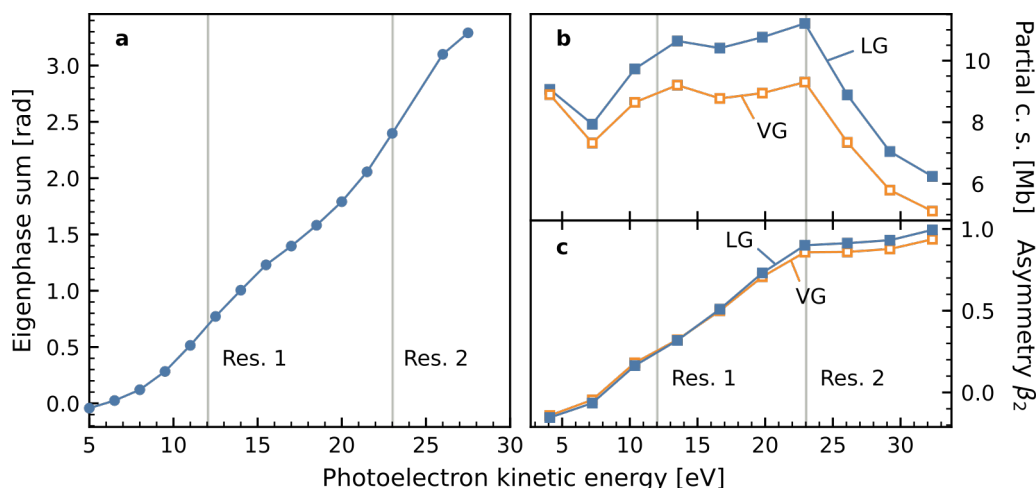 a
Eigenphase sum [rad]
3.0
2.5
2.0
1.5
1.0
0.5
0.0
5 10 15 20 25 30
Res. 1
Res. 2
b
LG
VG
Partial c. s. [Mb]
10
8
6
c
LG
VG
Res. 1
Res. 2
Asymmetry β₂
1.0
0.5
0.0
5 10 15 20 25 30
Photoelectron kinetic energy [eV]